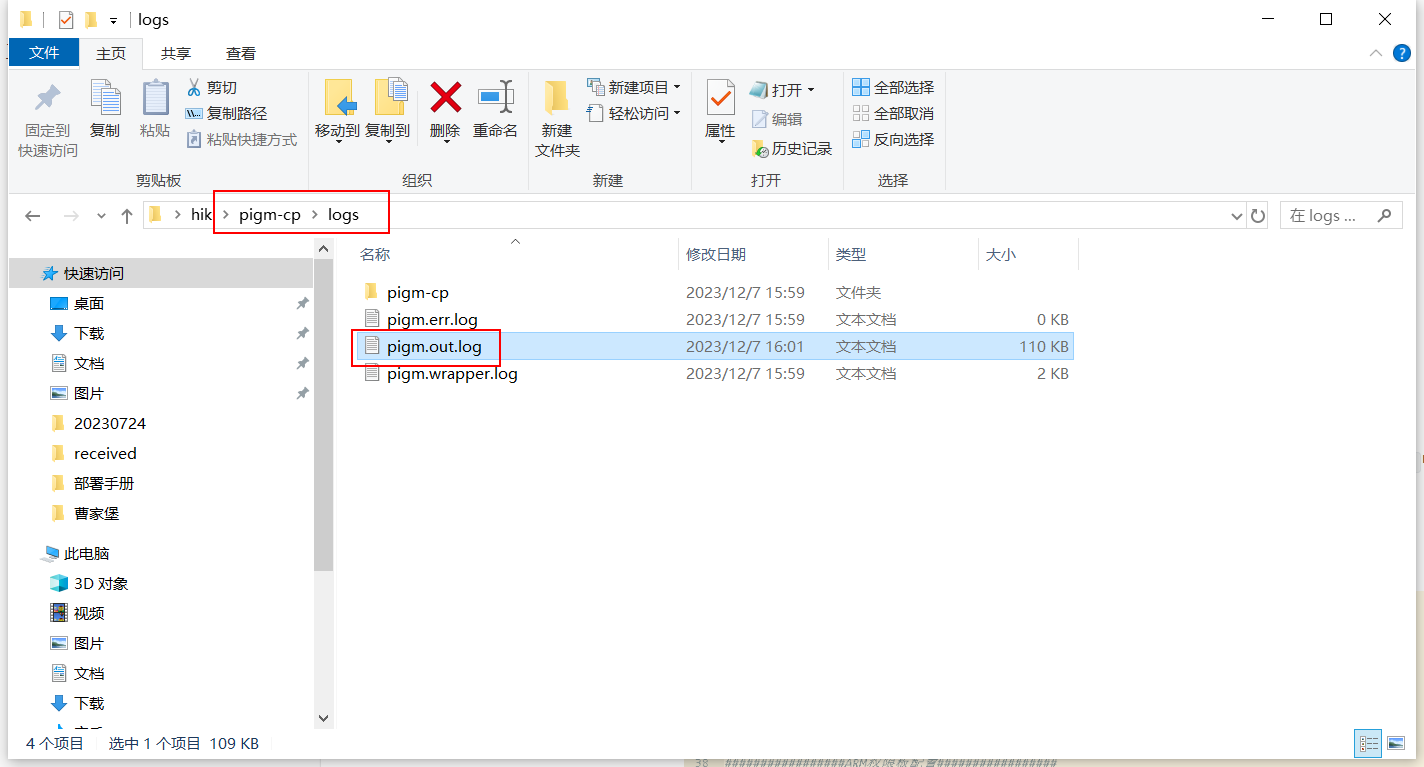 logs
文件 主页 共享 查看
固定到
快速访问
复制
粘贴
剪切
复制路径
粘贴快捷方式
剪贴板
移动到
复制到
删除
重命名
组织
新建
文件夹
新建项目
轻松访问
新建
属性
打开
编辑
历史记录
打开
全部选择
全部取消
反向选择
选择
hik pigm-cp logs
在 logs ...
快速访问
桌面
下载
文档
图片
20230724
received
部署手册
曹家堡
此电脑
3D 对象
视频
图片
文档
下载
名称 修改日期 类型 大小
pigm-cp 2023/12/7 15:59 文件夹
pigm.err.log 2023/12/7 15:59 文本文档 0 KB
pigm.out.log 2023/12/7 16:01 文本文档 110 KB
pigm.wrapper.log 2023/12/7 15:59 文本文档 2 KB
4 个项目 选中 1 个项目 109 KB